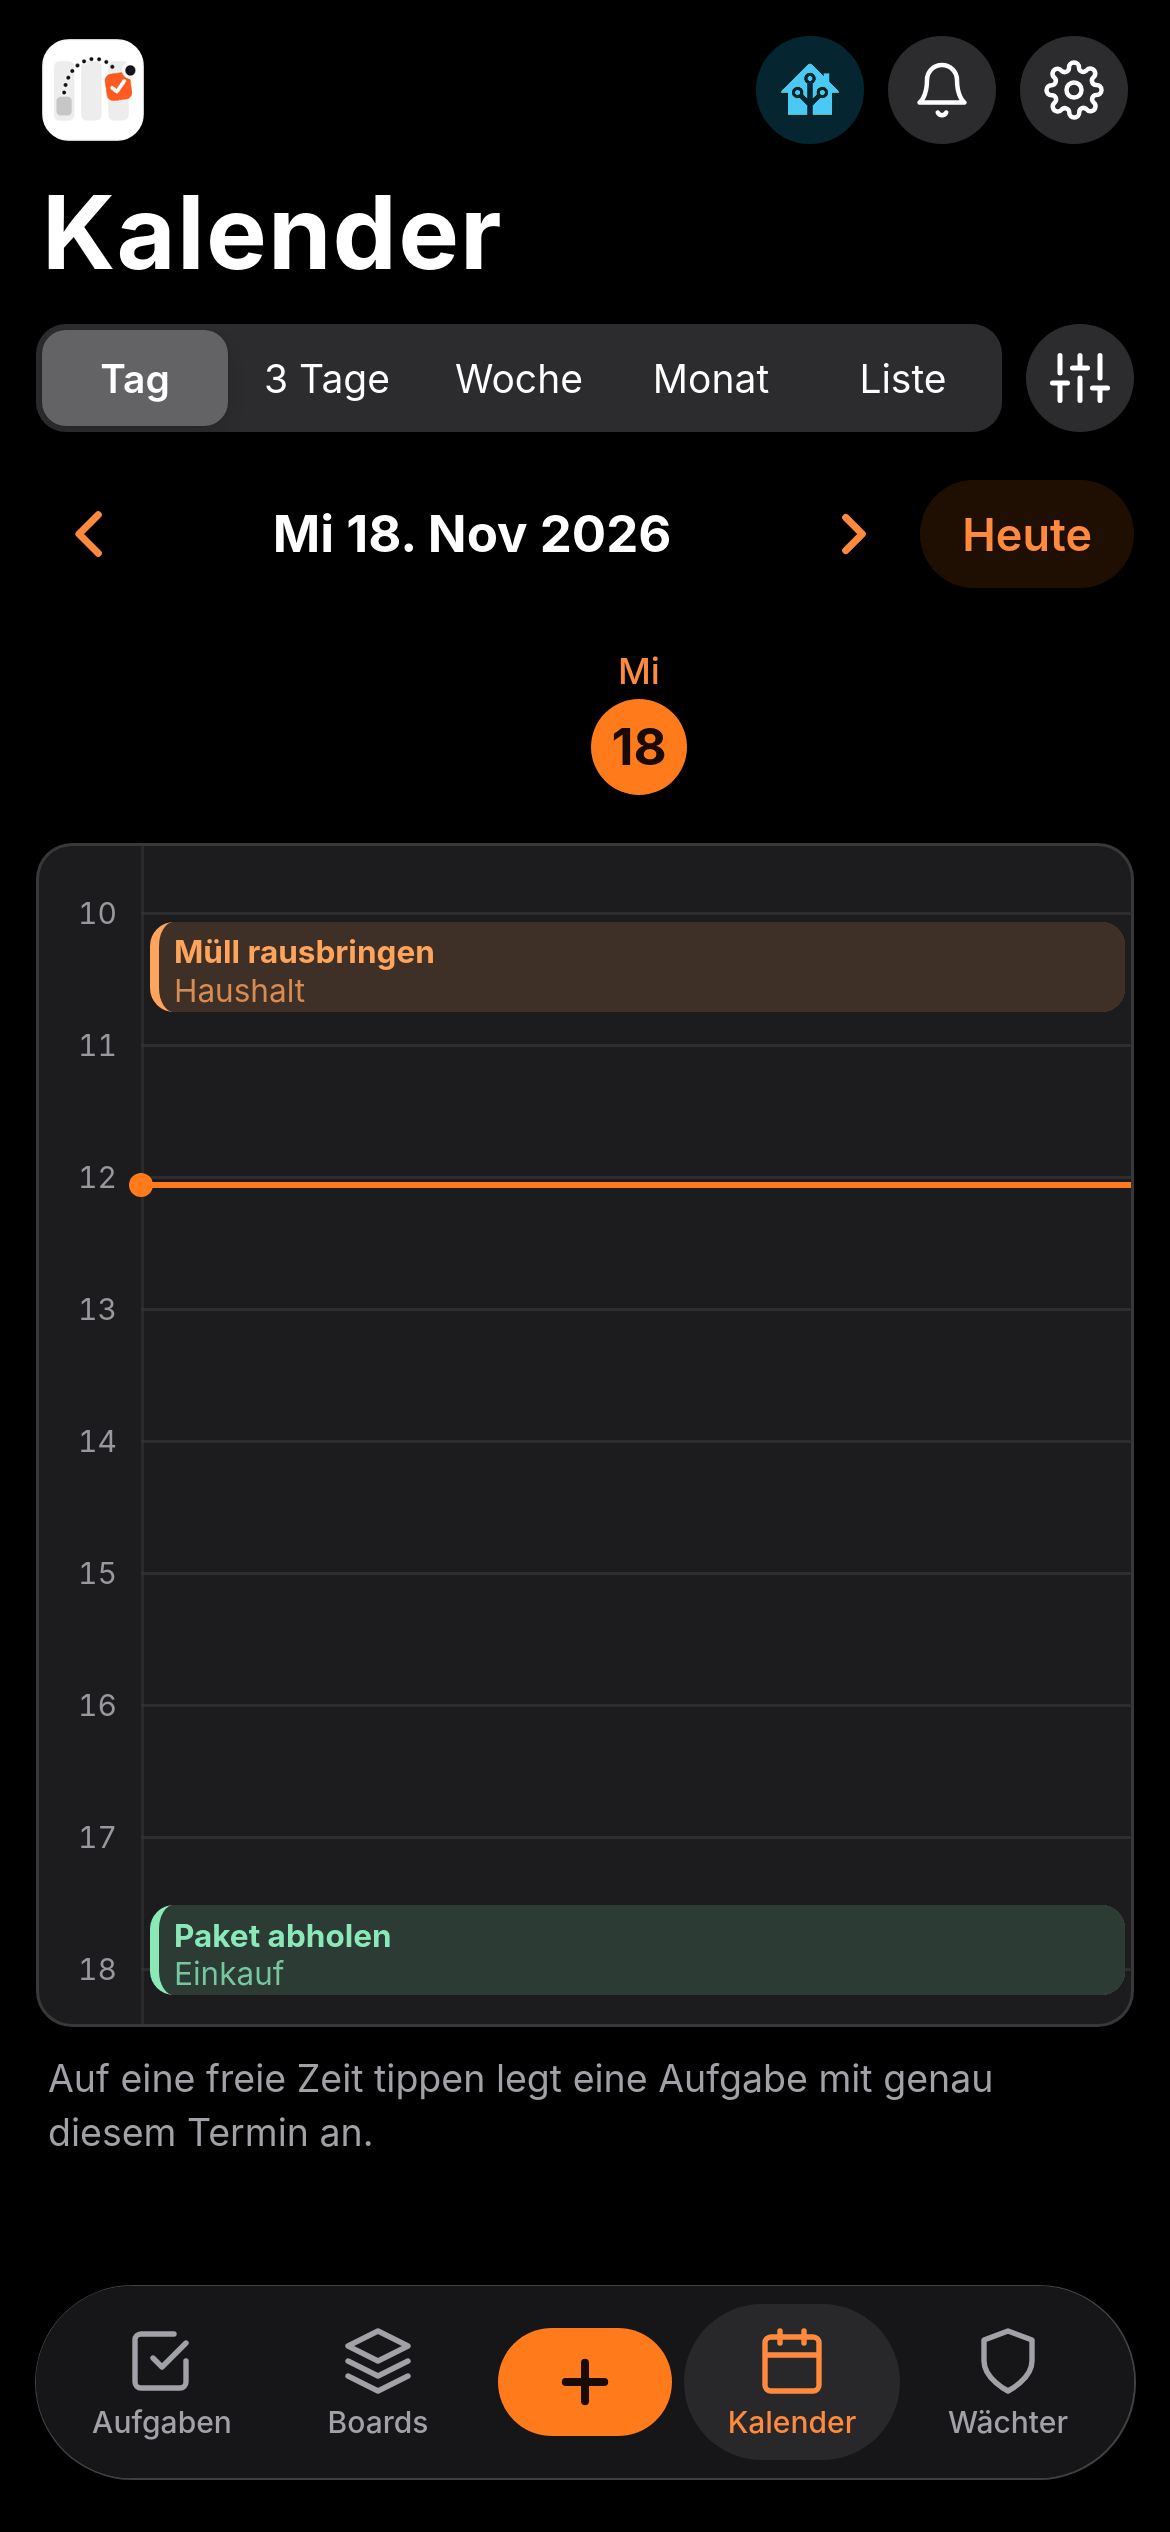 Kalender
Tag 3 Tage Woche Monat Liste
Mi 18. Nov 2026 Heute
Mi
18
10
Müll rausbringen
Haushalt
11
12
13
14
15
16
17
Paket abholen
18
Einkauf
Auf eine freie Zeit tippen legt eine Aufgabe mit genau
diesem Termin an.
Aufgaben Boards Kalender Wächter